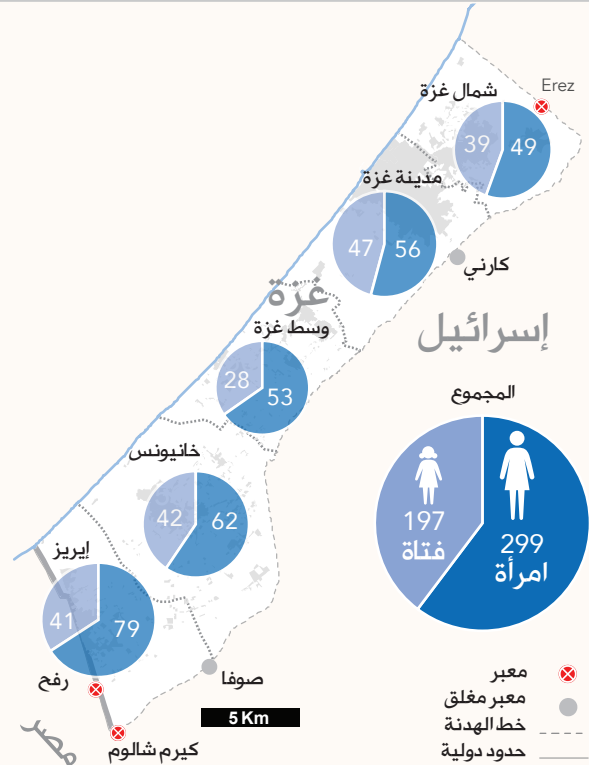 Erez
شمال غزة
39
49
مدينة غزة
47
56
كارني
غزة
وسط غزة
إسرائيل
28
53
المجموع
خانيونس
42
62
197
فتاة
299
امرأة
إيريز
41
79
رفح
صوفا
5 Km
مصر
كيرم شالوم
معبر
معبر مغلق
خط الهدنة
حدود دولية